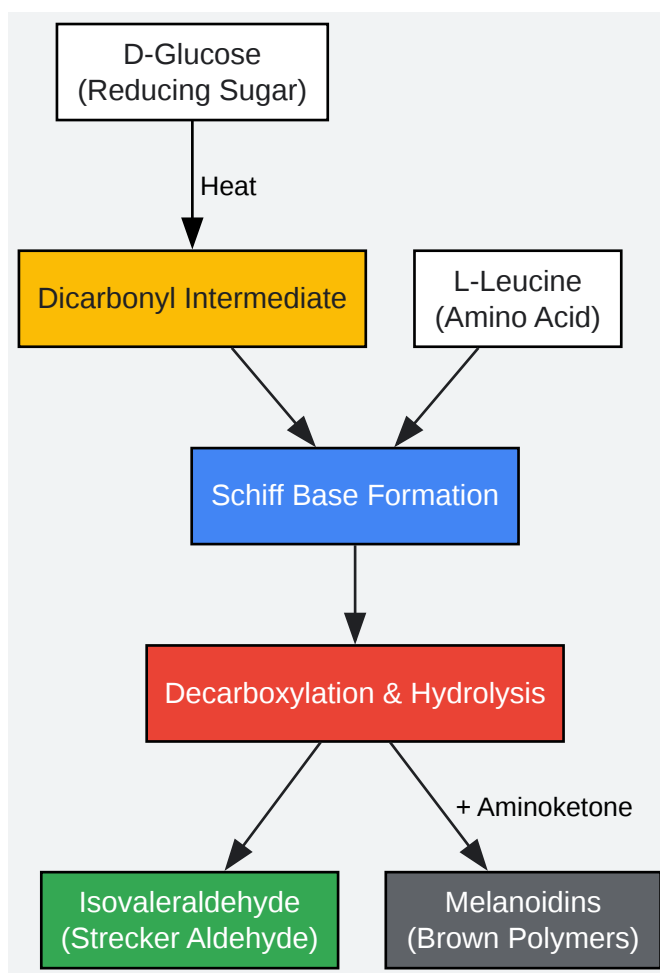 D-Glucose
(Reducing Sugar)
Heat
Dicarbonyl Intermediate
L-Leucine
(Amino Acid)
Schiff Base Formation
Decarboxylation & Hydrolysis
+ Aminoketone
Isovaleraldehyde
(Strecker Aldehyde)
Melanoidins
(Brown Polymers)